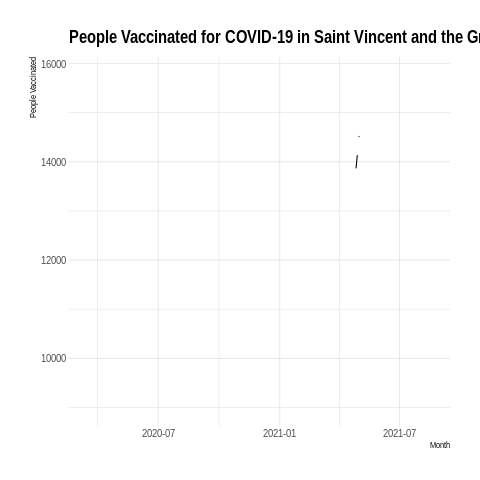 People Vaccinated for COVID-19 in Saint Vincent and the Gr
People Vaccinated
16000
14000
12000
10000
2020-07
2021-01
2021-07
Month